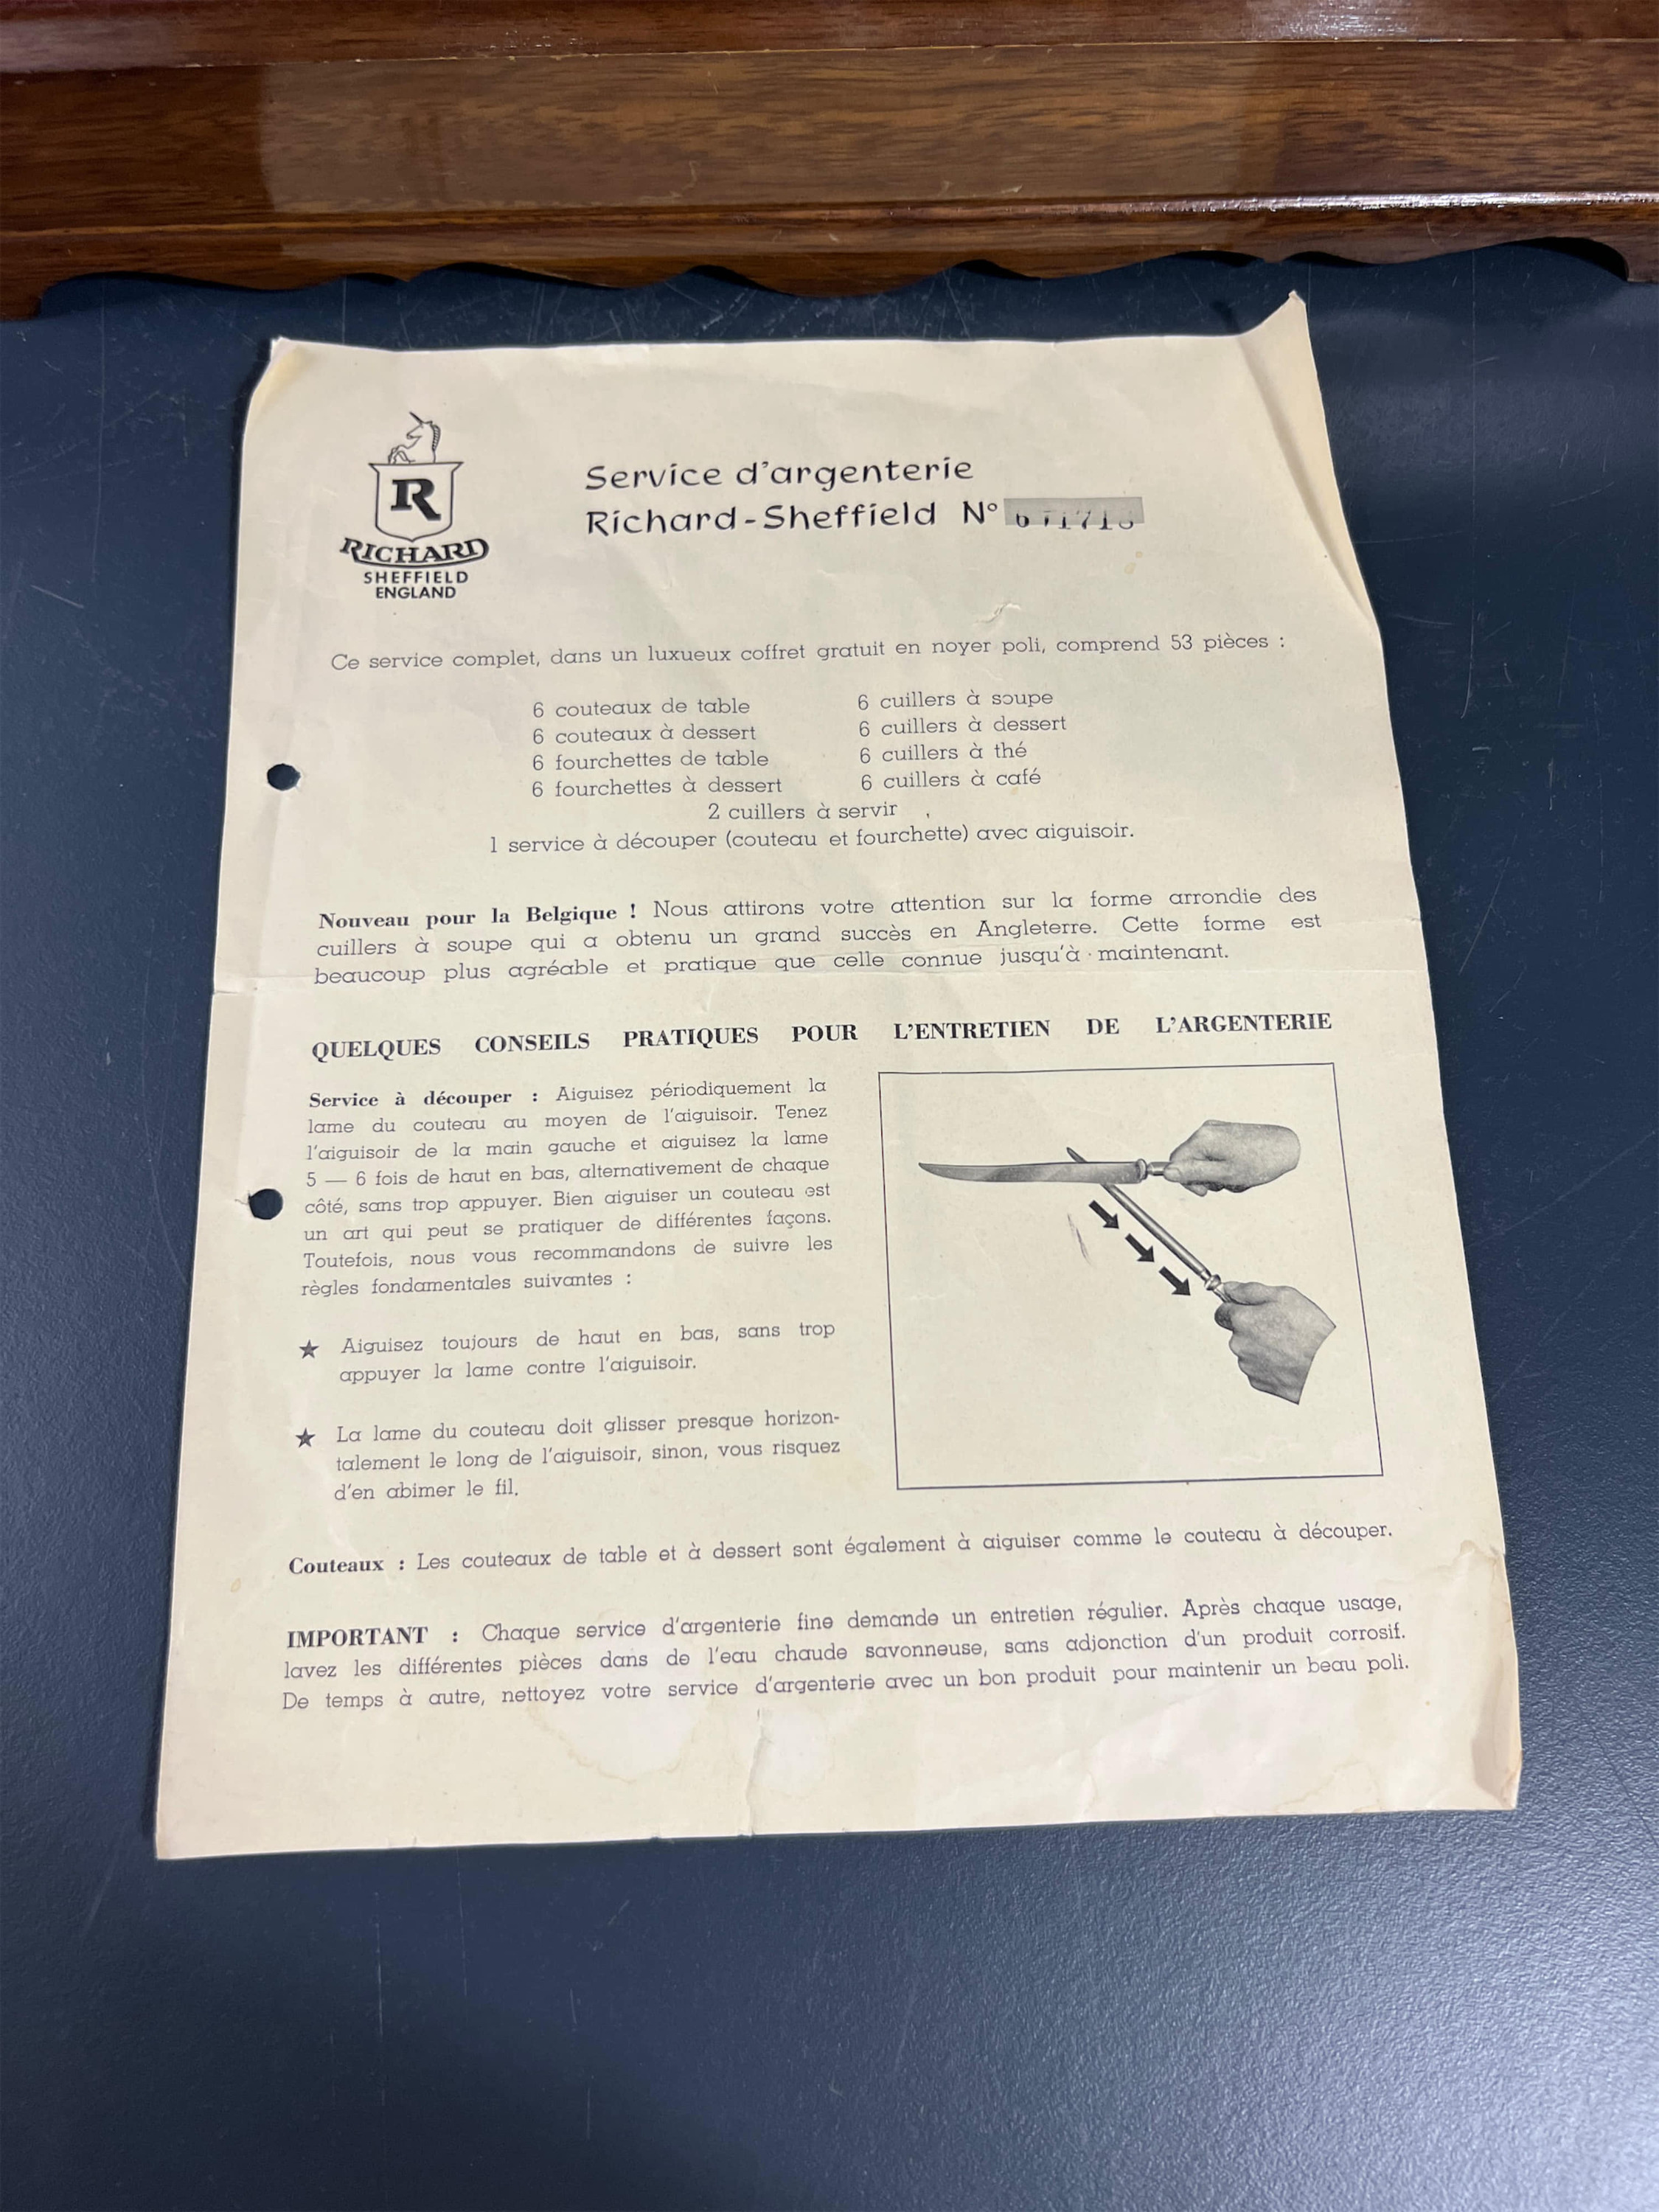 R
RICHARD
SHEFFIELD
ENGLAND
Service d'argenterie
Richard-Sheffield N°
Ce service complet, dans un luxueux coffret gratuit en noyer poli, comprend 53 pièces :
6 couteaux de table
6 couteaux à dessert
6 fourchettes de table
6 fourchettes à dessert
6 cuillers à soupe
6 cuillers à dessert
6 cuillers à thé
6 cuillers à café
2 cuillers à servir
1 service à découper (couteau et fourchette) avec aiguisoir.
Nouveau pour la Belgique ! Nous attirons votre attention sur la forme arrondie des
cuillers à soupe qui a obtenu un grand succès en Angleterre. Cette forme est
beaucoup plus agréable et pratique que celle connue jusqu'à maintenant.
QUELQUES CONSEILS PRATIQUES POUR L'ENTRETIEN DE L'ARGENTERIE
Service à découper : Aiguisez périodiquement la
lame du couteau au moyen de l'aiguisoir. Tenez
l'aiguisoir de la main gauche et aiguisez la lame
5 — 6 fois de haut en bas, alternativement de chaque
côté, sans trop appuyer. Bien aiguiser un couteau est
un art qui peut se pratiquer de différentes façons.
Toutefois, nous vous recommandons de suivre les
règles fondamentales suivantes :
★ Aiguisez toujours de haut en bas, sans trop
appuyer la lame contre l'aiguisoir.
★ La lame du couteau doit glisser presque horizon-
talement le long de l'aiguisoir, sinon, vous risquez
d'en abimer le fil.
Couteaux : Les couteaux de table et à dessert sont également à aiguiser comme le couteau à découper.
IMPORTANT : Chaque service d'argenterie fine demande un entretien régulier. Après chaque usage,
lavez les différentes pièces dans de l'eau chaude savonneuse, sans adjonction d'un produit corrosif.
De temps à autre, nettoyez votre service d'argenterie avec un bon produit pour maintenir un beau poli.